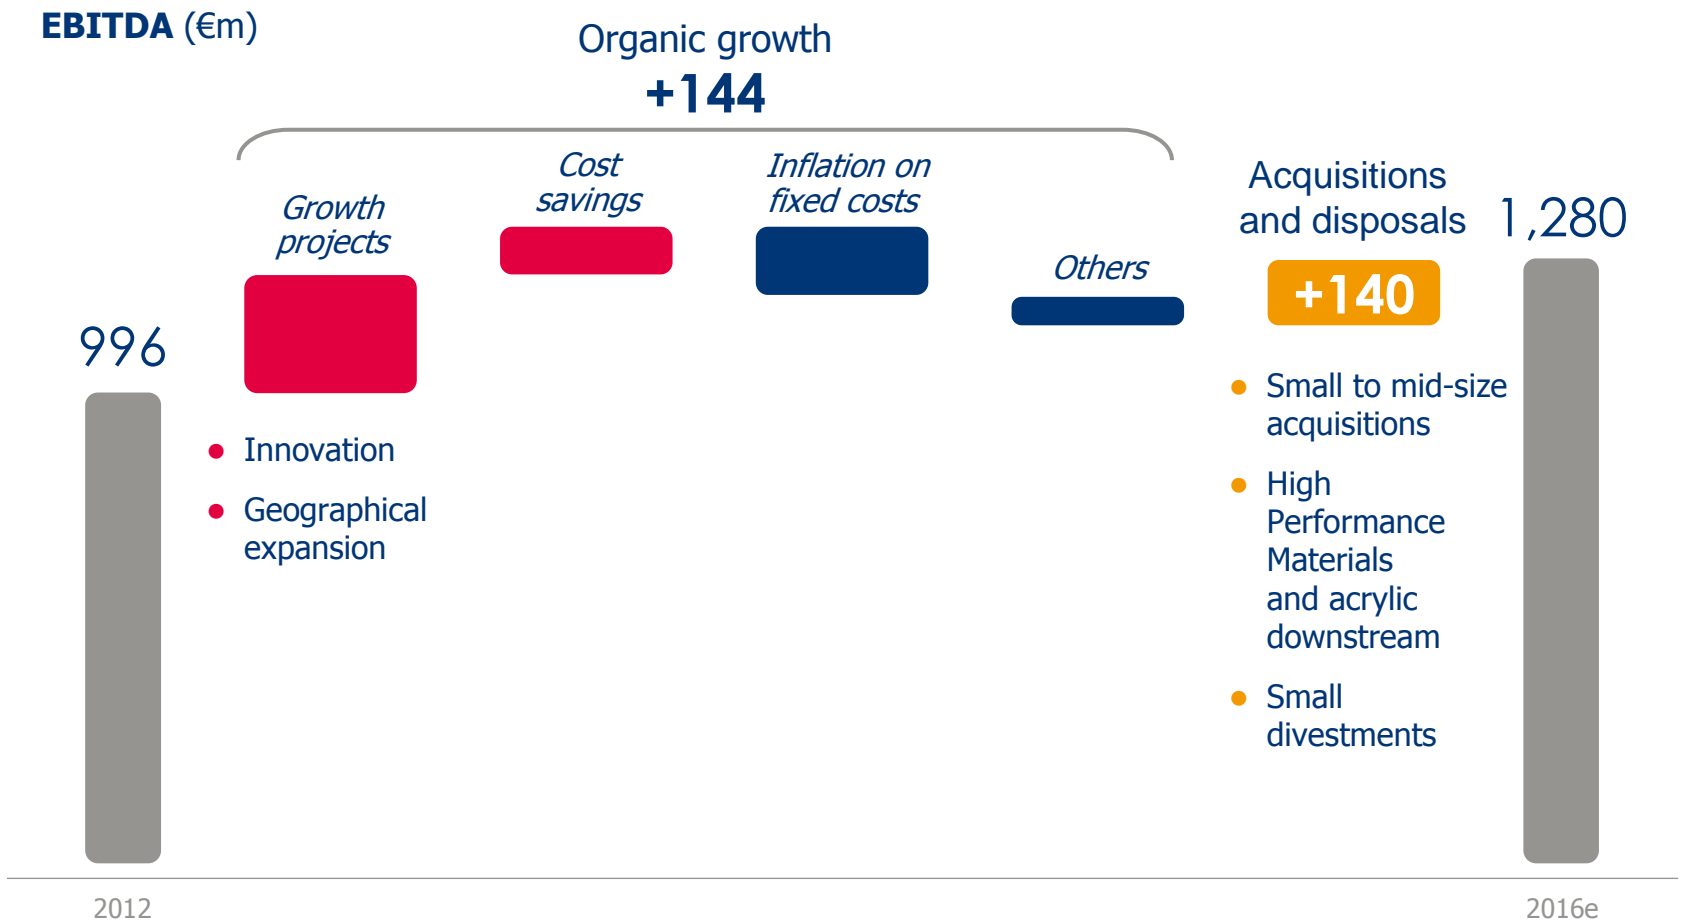 EBITDA (€m)
Organic growth
+144
Growth
projects
Cost
savings
Inflation on
fixed costs
Others
Acquisitions
and disposals
+140
996
1,280
● Innovation
● Geographical
expansion
● Small to mid-size
acquisitions
● High
Performance
Materials
and acrylic
downstream
● Small
divestments
2012
2016e